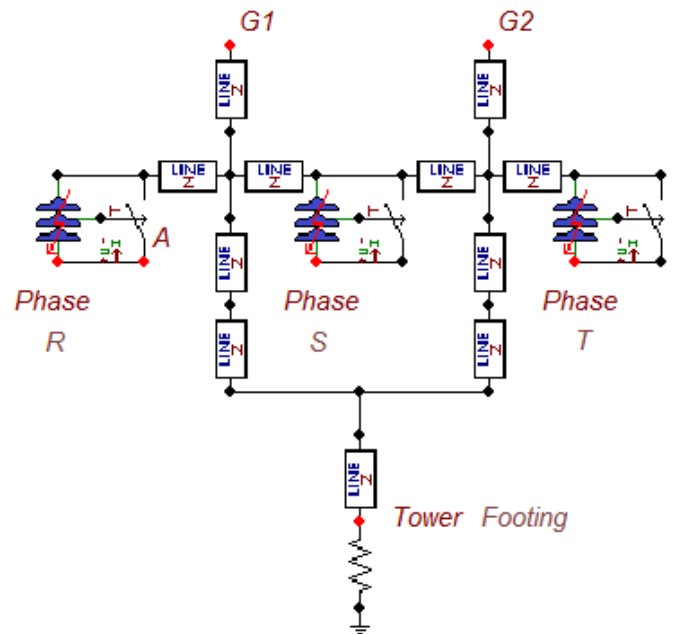 G1 G2
LINE Z LINE Z
LINE Z LINE Z LINE Z LINE Z
T T T
A
U I U I U I
LINE Z LINE Z
Phase Phase Phase
R S T
LINE Z LINE Z
LINE Z
Tower Footing